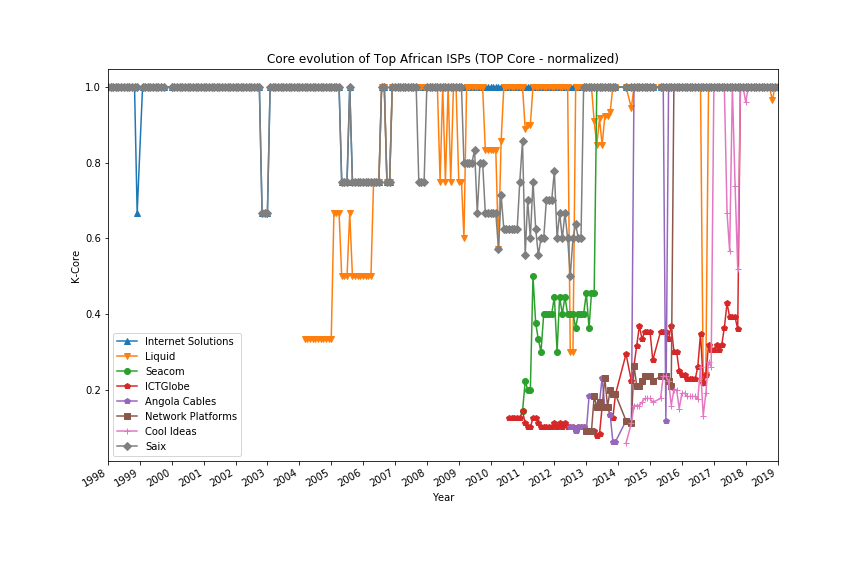 Core evolution of Top African ISPs (TOP Core - normalized)
K-Core
1.0
0.8
0.6
0.4
0.2
Internet Solutions
Liquid
Seacom
ICTGlobe
Angola Cables
Network Platforms
Cool Ideas
Saix
1998 1999 2000 2001 2002 2003 2004 2005 2006 2007 2008 2009 2010 2011 2012 2013 2014 2015 2016 2017 2018 2019
Year